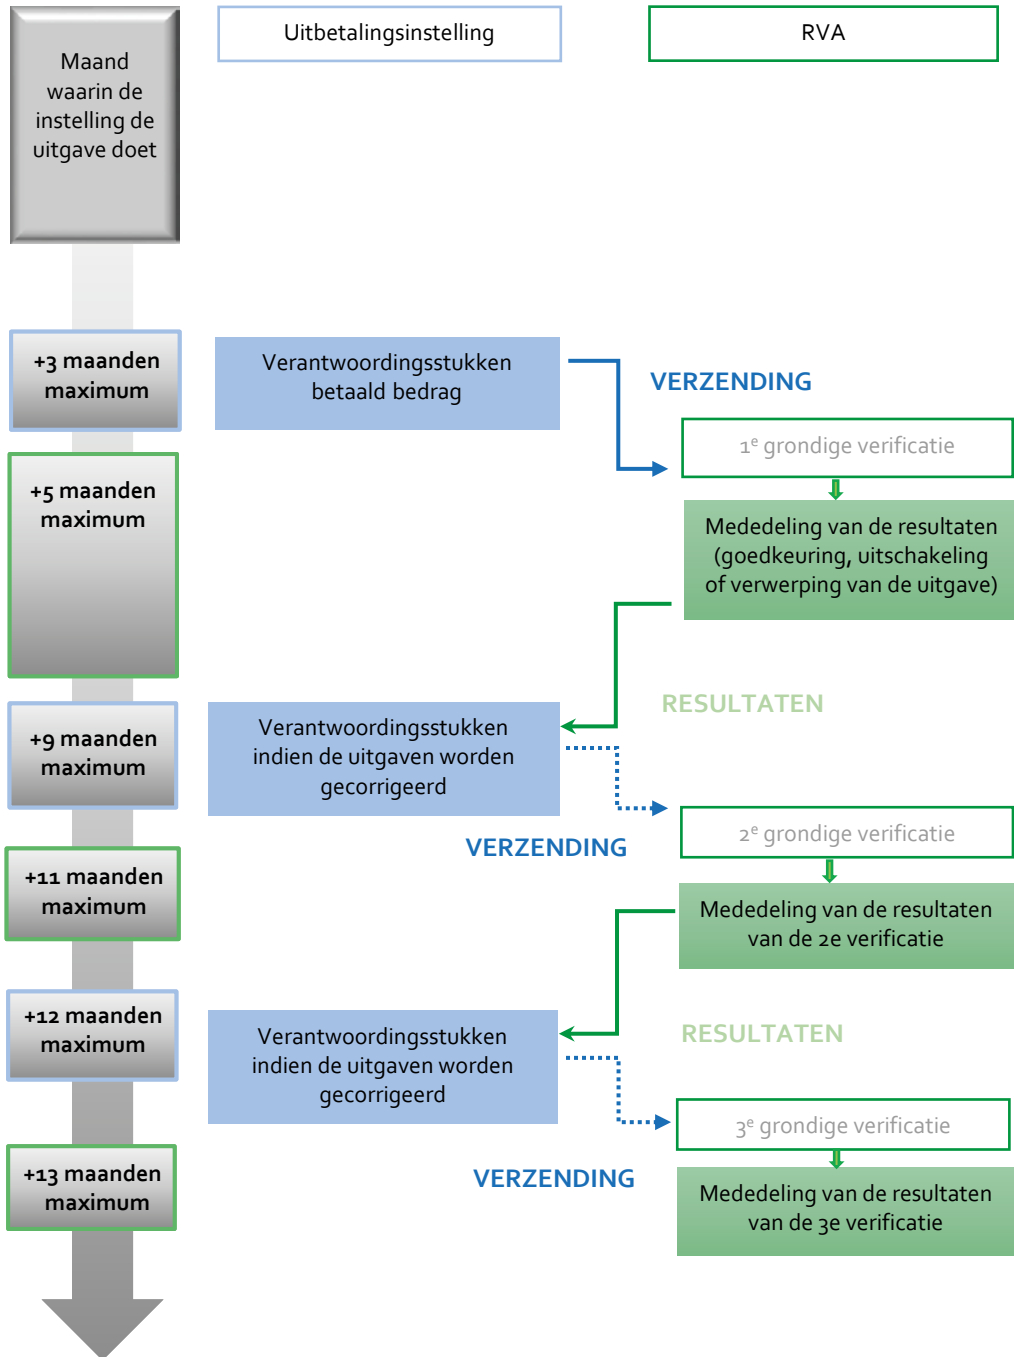 Uitbetalingsinstelling
RVA
Maand
waarin de
instelling de
uitgave doet
+3 maanden
maximum
Verantwoordingsstukken
betaald bedrag
VERZENDING
1e grondige verificatie
+5 maanden
maximum
Mededeling van de resultaten
(goedkeuring, uitschakeling
of verwerping van de uitgave)
RESULTATEN
+9 maanden
maximum
Verantwoordingsstukken
indien de uitgaven worden
gecorrigeerd
VERZENDING
2e grondige verificatie
+11 maanden
maximum
Mededeling van de resultaten
van de 2e verificatie
RESULTATEN
+12 maanden
maximum
Verantwoordingsstukken
indien de uitgaven worden
gecorrigeerd
VERZENDING
3e grondige verificatie
+13 maanden
maximum
Mededeling van de resultaten
van de 3e verificatie